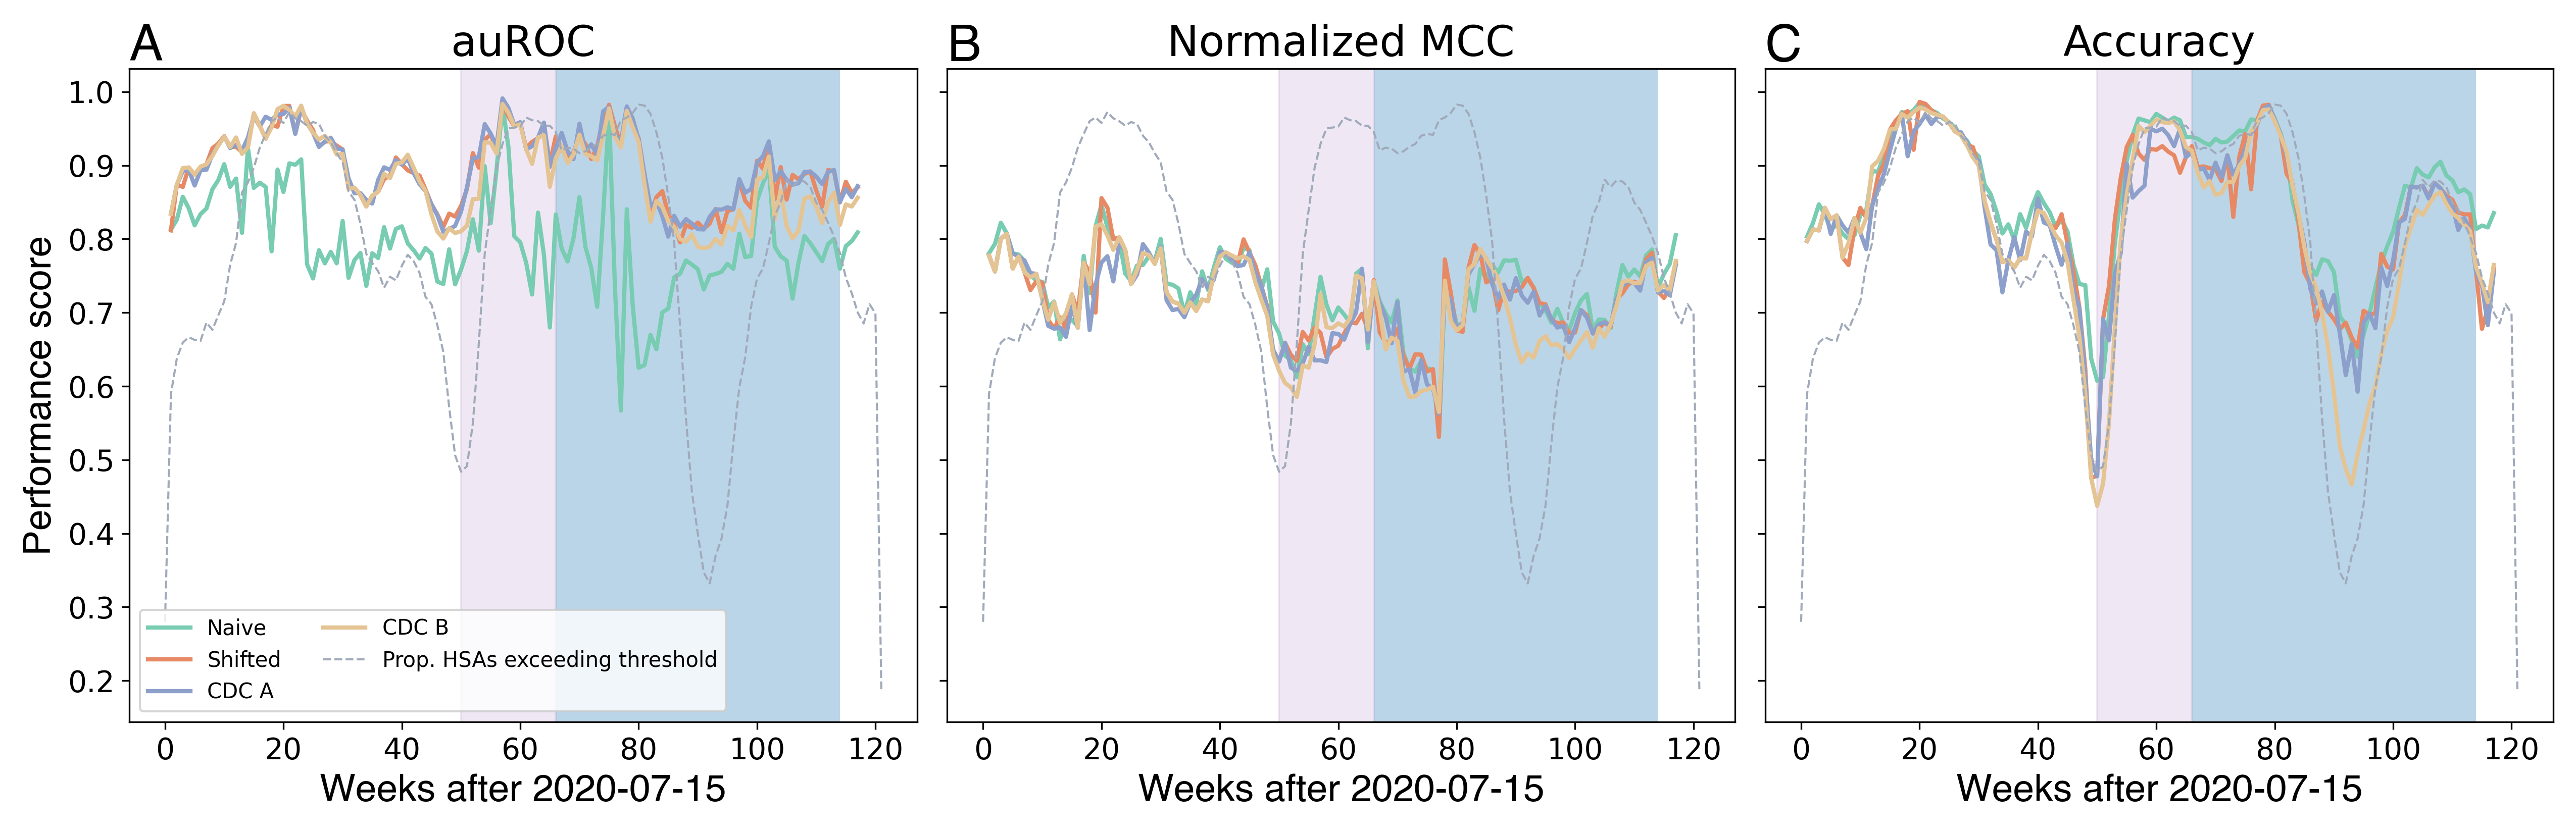 A auROC
B Normalized MCC
C Accuracy
Performance score
1.0
0.9
0.8
0.7
0.6
0.5
0.4
0.3
0.2
Naive
Shifted
CDC A
CDC B
Prop. HSAs exceeding threshold
0 20 40 60 80 100 120
0 20 40 60 80 100 120
0 20 40 60 80 100 120
Weeks after 2020-07-15
Weeks after 2020-07-15
Weeks after 2020-07-15